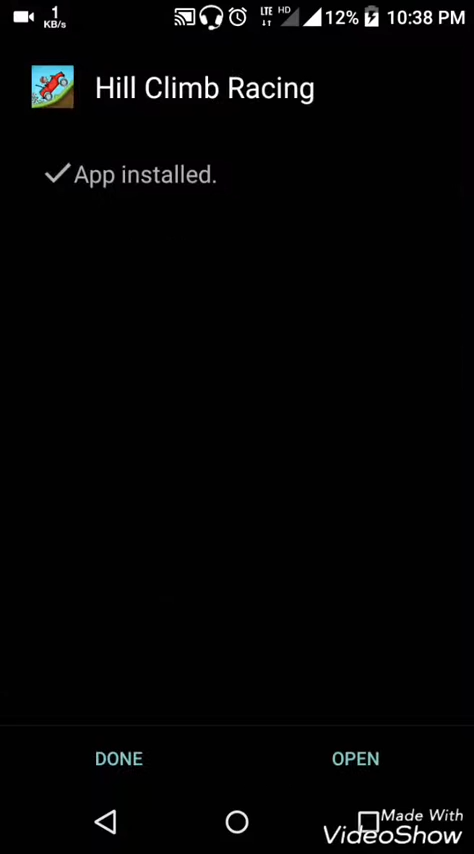 1
KB/s
LTE HD 12% 10:38 PM
Hill Climb Racing
App installed.
DONE OPEN
Made With
VideoShow